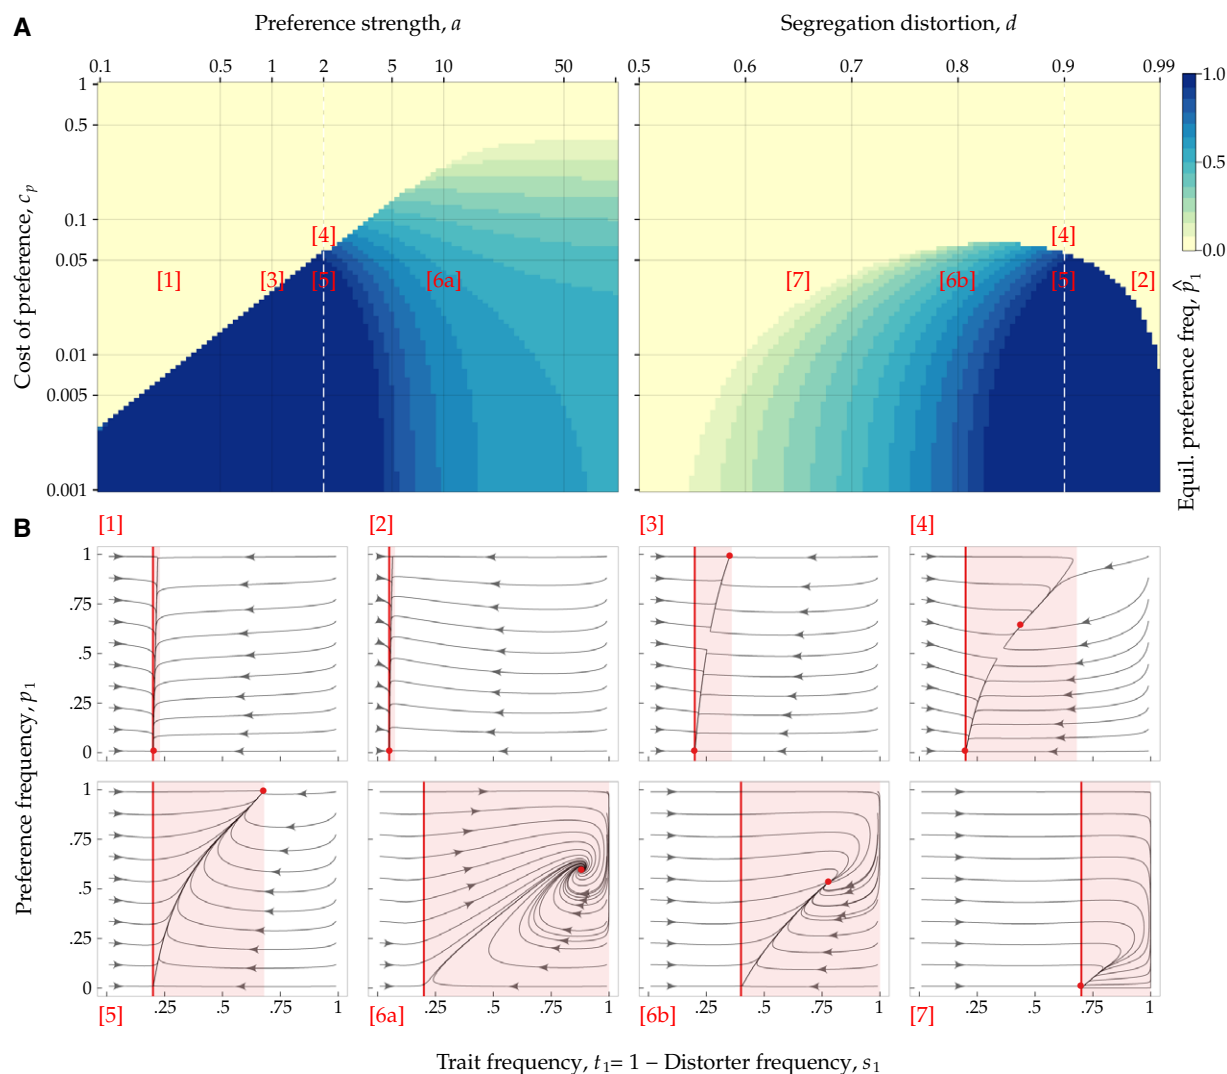 A
Preference strength, a
Segregation distortion, d
0.1 0.5 1 2 5 10 50
0.5 0.6 0.7 0.8 0.9 0.99
1
0.5
0.1
0.05
0.01
0.005
0.001
Cost of preference, cp
[1] [3] [4] [5] [6a]
[7] [6b] [4] [5] [2]
1.0
0.5
0.0
Equil. preference freq, p̂1
B
[1] [2] [3] [4]
1
.75
.5
.25
0
Preference frequency, p1
1
.75
.5
.25
0
.25 .5 .75 1
.25 .5 .75 1
.25 .5 .75 1
.25 .5 .75 1
[5] [6a] [6b] [7]
Trait frequency, t1= 1 − Distorter frequency, s1